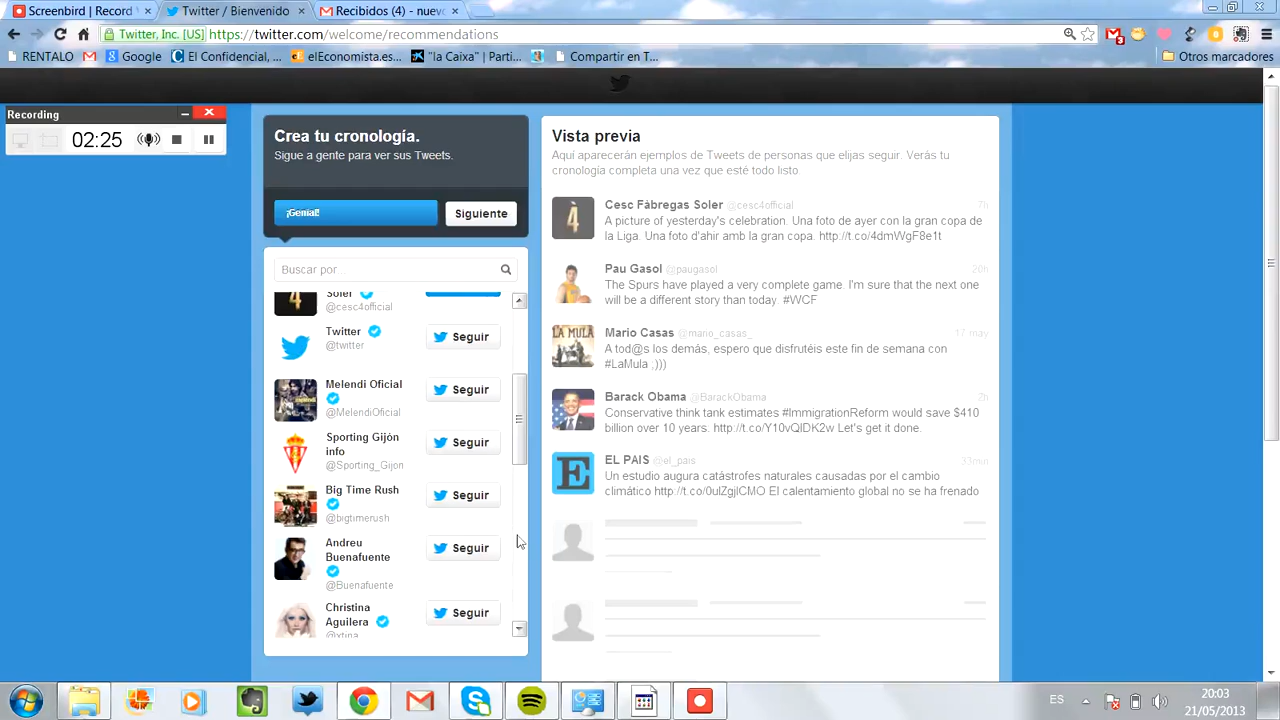 Screenbird | Record
Twitter / Bienvenido
Recibidos (4) - nuev
Twitter, Inc. [US] https://twitter.com/welcome/recommendations
RENTALO
Google
El Confidencial, ...
elEconomista.es...
"la Caixa" | Parti...
Compartir en T...
Otros marcadores
Recording
02:25
Crea tu cronología.
Sigue a gente para ver sus Tweets.
¡Genial!
Siguiente
Buscar por...
Soler
@cesc4official
Twitter
@twitter
Seguir
Melendi Oficial
@MelendiOficial
Seguir
Sporting Gijón
info
@Sporting_Gijon
Seguir
Big Time Rush
@bigtimerush
Seguir
Andreu
Buenafuente
@Buenafuente
Seguir
Christina
Aguilera
@xtina
Seguir
Vista previa
Aquí aparecerán ejemplos de Tweets de personas que elijas seguir. Verás tu
cronología completa una vez que esté todo listo
Cesc Fàbregas Soler @cesc4official 7h
A picture of yesterday's celebration. Una foto de ayer con la gran copa de
la Liga. Una foto d'ahir amb la gran copa. http://t.co/4dmWgF8e1t
Pau Gasol @paugasol 20h
The Spurs have played a very complete game. I'm sure that the next one
will be a different story than today. #WCF
Mario Casas @mario_casas_ 17 may
A tod@s los demás, espero que disfrutéis este fin de semana con
#LaMula ,)))
LA MULA
Barack Obama @BarackObama 2h
Conservative think tank estimates #ImmigrationReform would save $410
billion over 10 years. http://t.co/Y10vQIDK2w Let's get it done.
EL PAIS @el_pais 33min
Un estudio augura catástrofes naturales causadas por el cambio
climático http://t.co/0ulZgjlCMO El calentamiento global no se ha frenado
E
ES
20:03
21/05/2013